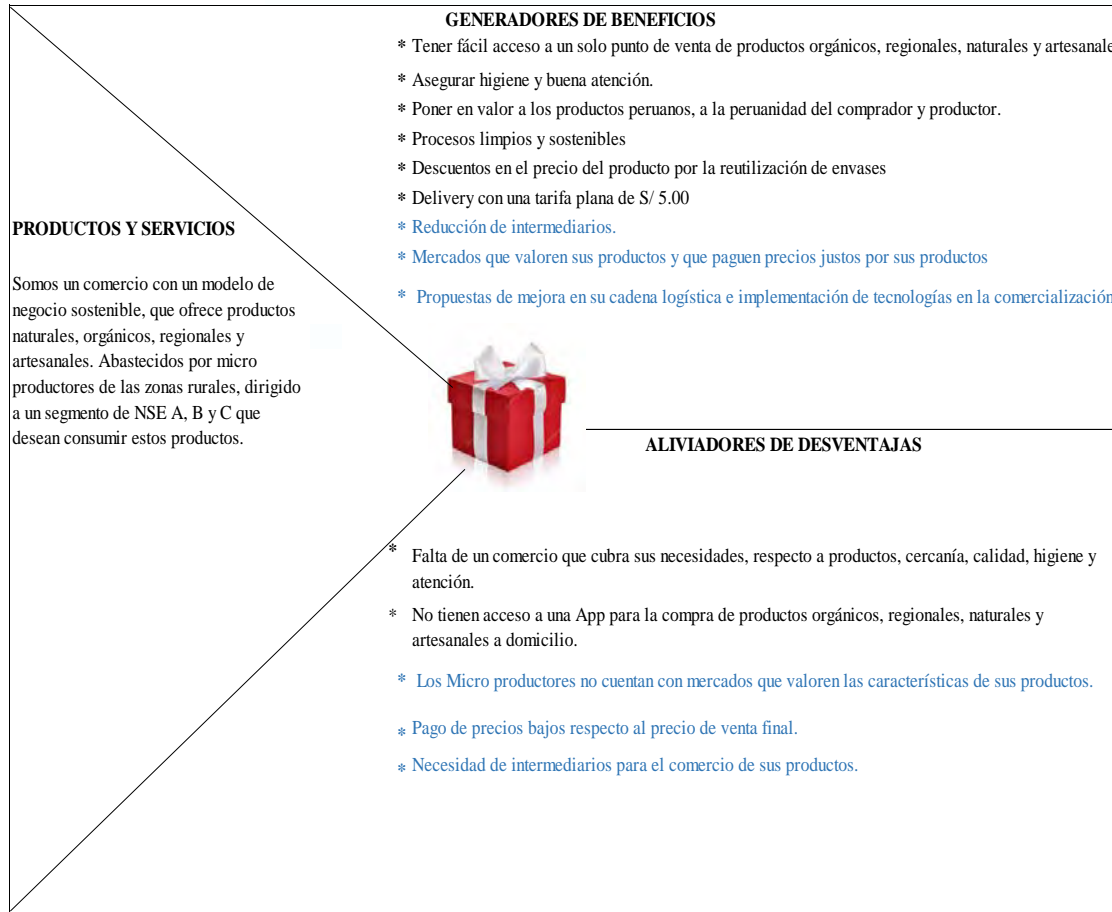 GENERADORES DE BENEFICIOS
* Tener fácil acceso a un solo punto de venta de productos orgánicos, regionales, naturales y artesanale
* Asegurar higiene y buena atención.
* Poner en valor a los productos peruanos, a la peruanidad del comprador y productor.
* Procesos limpios y sostenibles
* Descuentos en el precio del producto por la reutilización de envases
* Delivery con una tarifa plana de S/ 5.00
* Reducción de intermediarios.
* Mercados que valoren sus productos y que paguen precios justos por sus productos
* Propuestas de mejora en su cadena logística e implementación de tecnologías en la comercialización
PRODUCTOS Y SERVICIOS
Somos un comercio con un modelo de
negocio sostenible, que ofrece productos
naturales, orgánicos, regionales y
artesanales. Abastecidos por micro
productores de las zonas rurales, dirigido
a un segmento de NSE A, B y C que
desean consumir estos productos.
ALIVIADORES DE DESVENTAJAS
* Falta de un comercio que cubra sus necesidades, respecto a productos, cercanía, calidad, higiene y
atención.
* No tienen acceso a una App para la compra de productos orgánicos, regionales, naturales y
artesanales a domicilio.
* Los Micro productores no cuentan con mercados que valoren las características de sus productos.
* Pago de precios bajos respecto al precio de venta final.
* Necesidad de intermediarios para el comercio de sus productos.